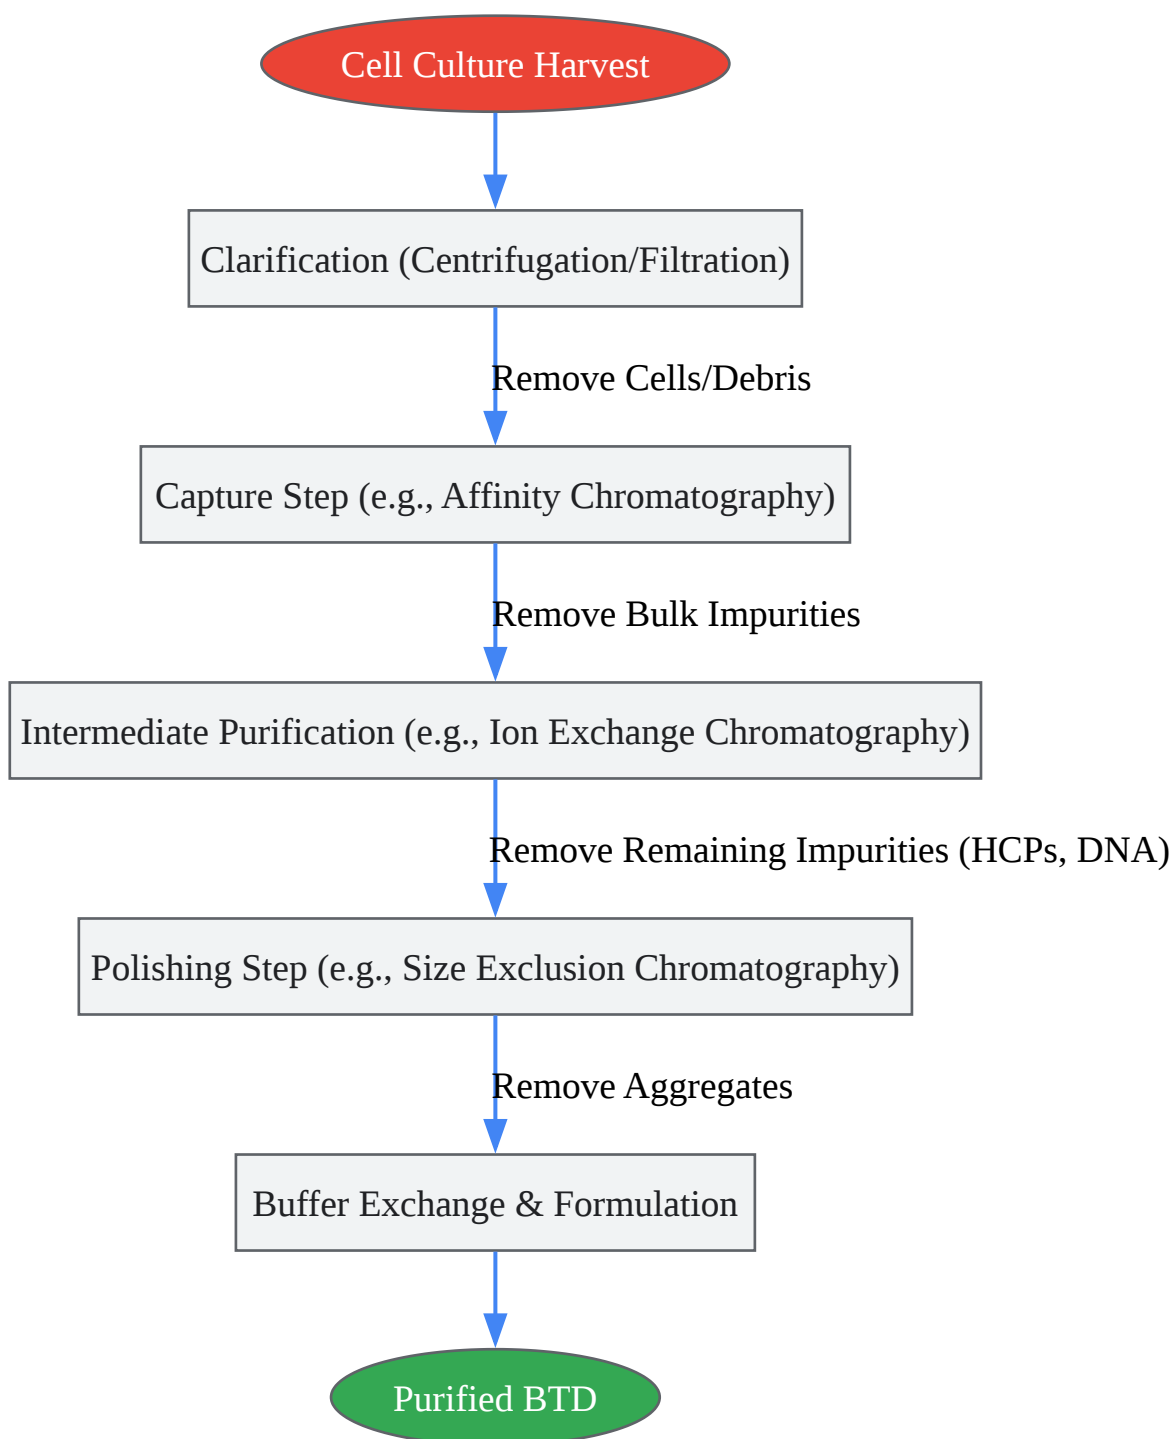 Cell Culture Harvest
Clarification (Centrifugation/Filtration)
Remove Cells/Debris
Capture Step (e.g., Affinity Chromatography)
Remove Bulk Impurities
Intermediate Purification (e.g., Ion Exchange Chromatography)
Remove Remaining Impurities (HCPs, DNA)
Polishing Step (e.g., Size Exclusion Chromatography)
Remove Aggregates
Buffer Exchange & Formulation
Purified BTD